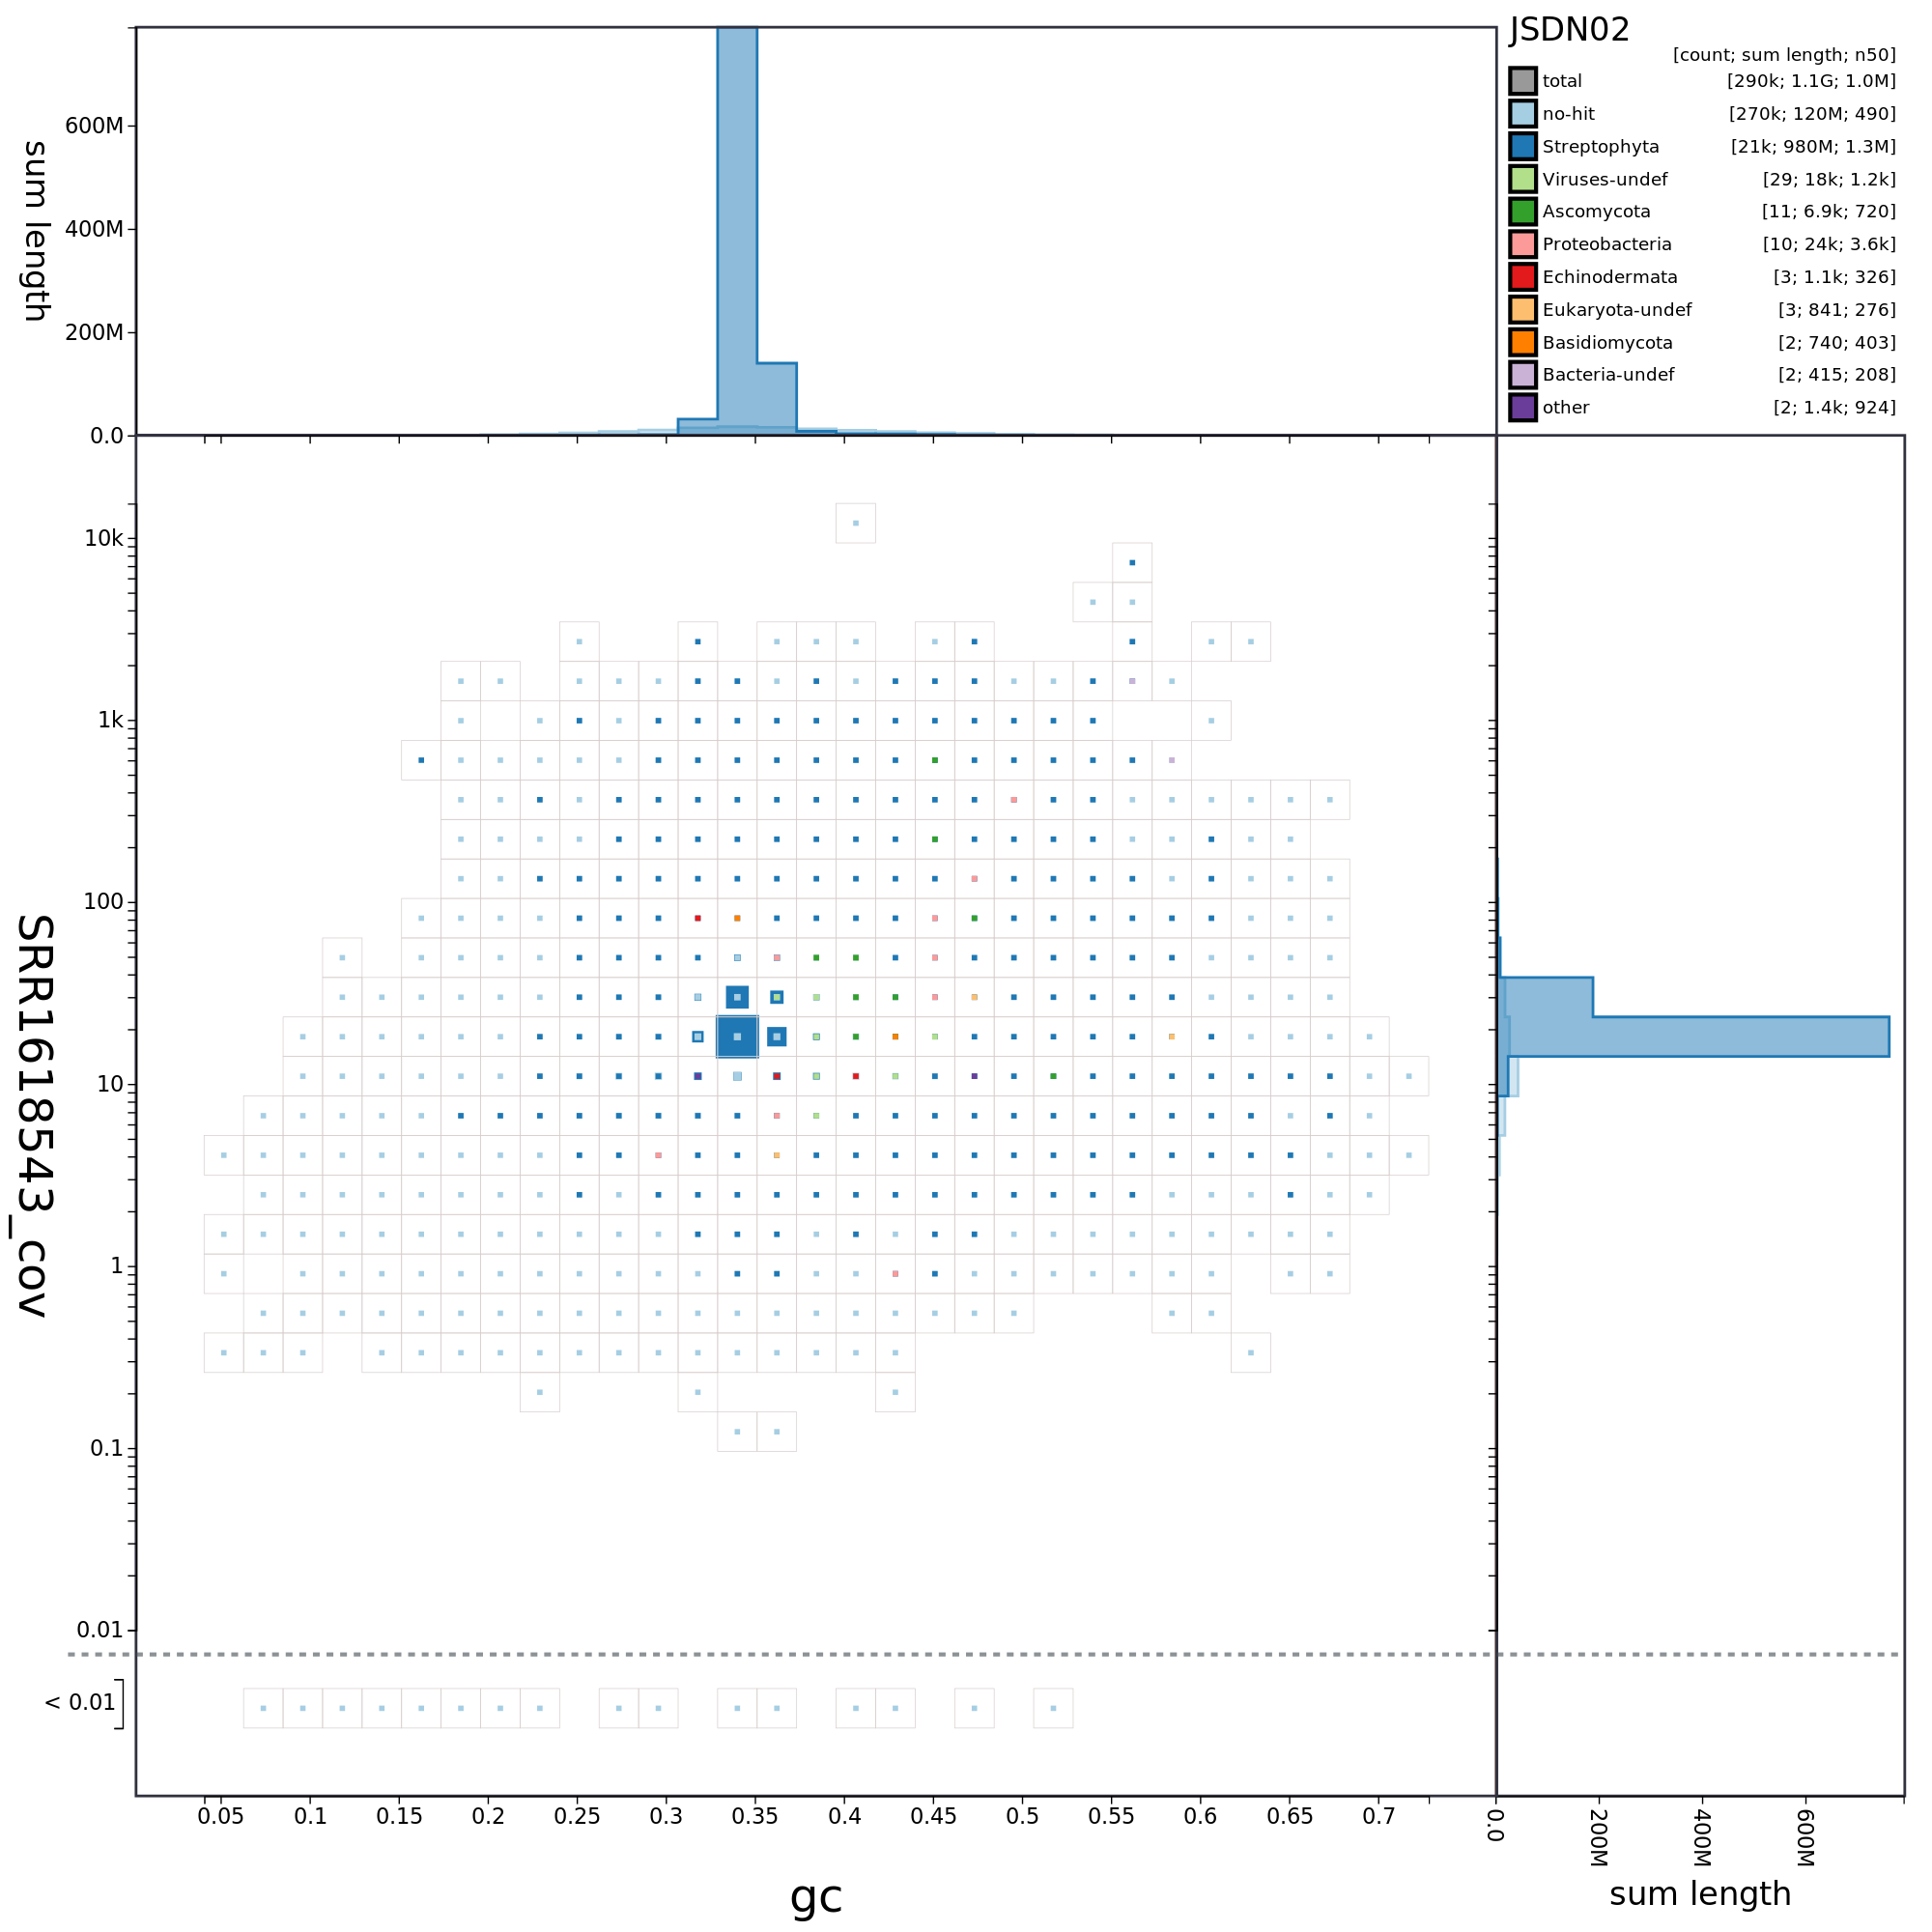 JSDN02
[count; sum length; n50]
total [290k; 1.1G; 1.0M]
no-hit [270k; 120M; 490]
Streptophyta [21k; 980M; 1.3M]
Viruses-undef [29; 18k; 1.2k]
Ascomycota [11; 6.9k; 720]
Proteobacteria [10; 24k; 3.6k]
Echinodermata [3; 1.1k; 326]
Eukaryota-undef [3; 841; 276]
Basidiomycota [2; 740; 403]
Bacteria-undef [2; 415; 208]
other [2; 1.4k; 924]
sum length
600M
400M
200M
0.0
SRR1618543_cov
10k
1k
100
10
1
0.1
0.01
< 0.01
0.05 0.1 0.15 0.2 0.25 0.3 0.35 0.4 0.45 0.5 0.55 0.6 0.65 0.7
gc
0.0 200M 400M 600M
sum length